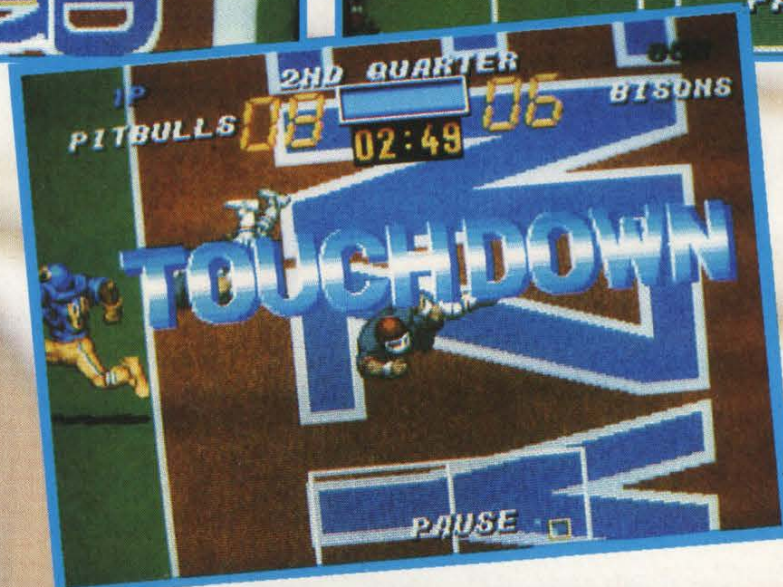 2ND QUARTER
1P
PITBULLS 08 06 BISONS
02:49
TOUCHDOWN
PAUSE